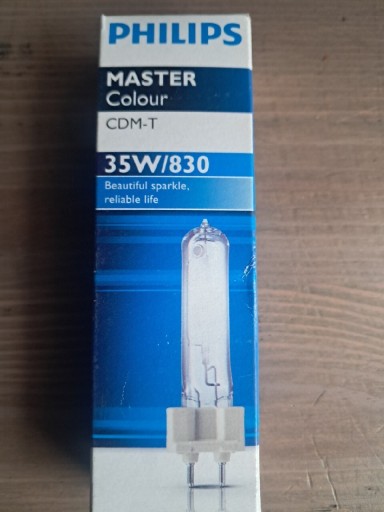 PHILIPS
MASTER
Colour
CDM-T
35W/830
Beautiful sparkle,
reliable life